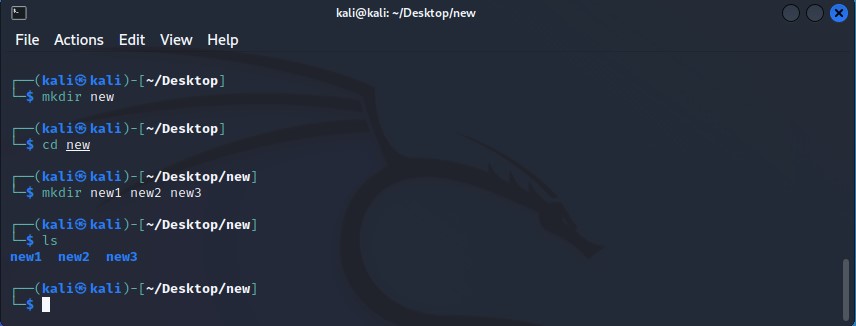 kali@kali: ~/Desktop/new
File Actions Edit View Help
┌──(kali㉿kali)-[~/Desktop]
└─$ mkdir new
┌──(kali㉿kali)-[~/Desktop]
└─$ cd new
┌──(kali㉿kali)-[~/Desktop/new]
└─$ mkdir new1 new2 new3
┌──(kali㉿kali)-[~/Desktop/new]
└─$ ls
new1  new2  new3
┌──(kali㉿kali)-[~/Desktop/new]
└─$